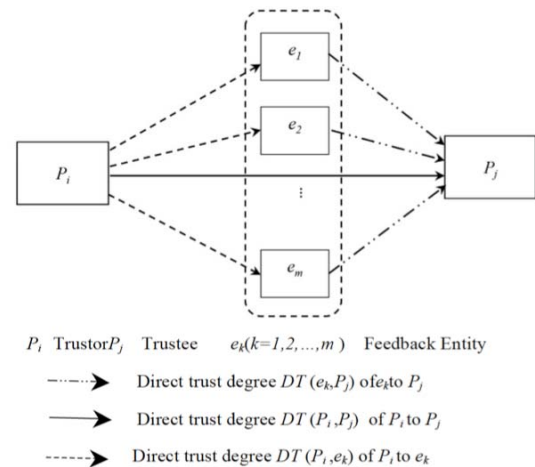 e1
e2
Pi
Pj
⋮
em
Pi TrustorPj Trustee ek(k=1,2,...,m) Feedback Entity
Direct trust degree DT (ek,Pj) ofekto Pj
Direct trust degree DT (Pi,Pj) of Pi to Pj
Direct trust degree DT (Pi,ek) of Pi to ek